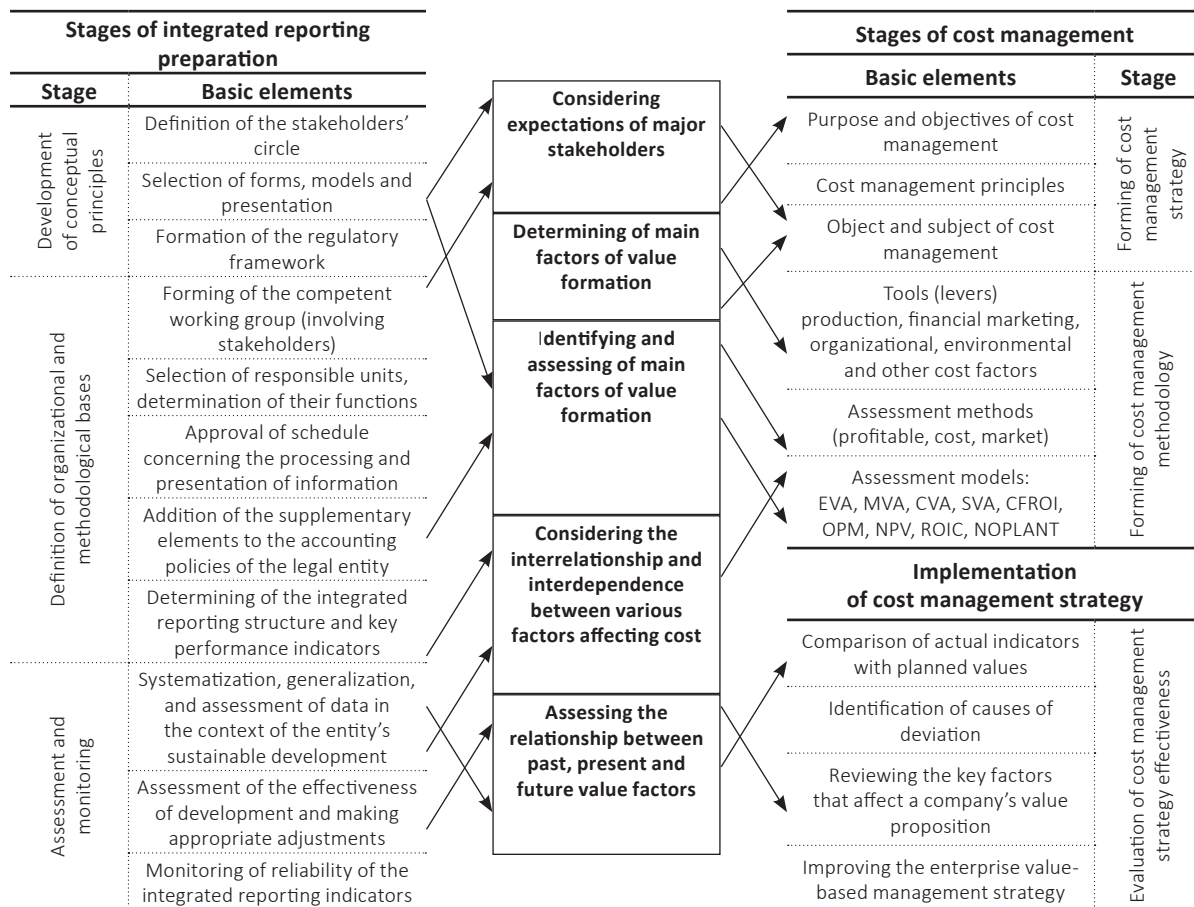 Stages of integrated reporting
preparation
Stage
Basic elements
Development
of conceptual
principles
Definition of the stakeholders'
circle
Selection of forms, models and
presentation
Formation of the regulatory
framework
Definition of organizational and
methodological bases
Forming of the competent
working group (involving
stakeholders)
Selection of responsible units,
determination of their functions
Approval of schedule
concerning the processing and
presentation of information
Addition of the supplementary
elements to the accounting
policies of the legal entity
Determining of the integrated
reporting structure and key
performance indicators
Assessment and
monitoring
Systematization, generalization,
and assessment of data in
the context of the entity's
sustainable development
Assessment of the effectiveness
of development and making
appropriate adjustments
Monitoring of reliability of the
integrated reporting indicators
Considering
expectations of major
stakeholders
Determining of main
factors of value
formation
Identifying and
assessing of main
factors of value
formation
Considering the
interrelationship and
interdependence
between various
factors affecting cost
Assessing the
relationship between
past, present and
future value factors
Stages of cost management
Basic elements
Stage
Purpose and objectives of cost
management
Cost management principles
Object and subject of cost
management
Forming of cost
management
strategy
Tools (levers)
production, financial marketing,
organizational, environmental
and other cost factors
Assessment methods
(profitable, cost, market)
Assessment models:
EVA, MVA, CVA, SVA, CFROI,
OPM, NPV, ROIC, NOPLANT
Forming of cost management
methodology
Implementation
of cost management strategy
Comparison of actual indicators
with planned values
Identification of causes of
deviation
Reviewing the key factors
that affect a company's value
proposition
Improving the enterprise value-
based management strategy
Evaluation of cost management
strategy effectiveness